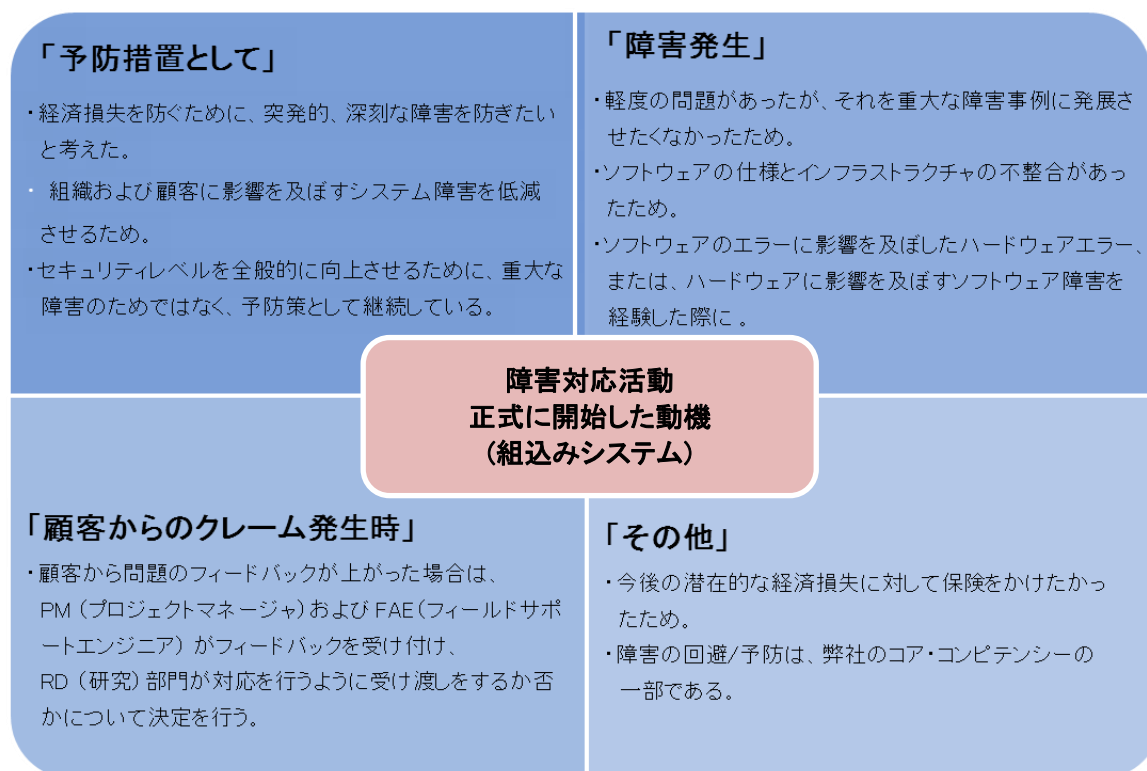 「予防措置として」
・経済損失を防ぐために、突発的、深刻な障害を防ぎたい
と考えた。
・ 組織および顧客に影響を及ぼすシステム障害を低減
させるため。
・セキュリティレベルを全般的に向上させるために、重大な
障害のためではなく、予防策として継続している。
「障害発生」
・軽度の問題があったが、それを重大な障害事例に発展さ
せたくなかったため。
・ソフトウェアの仕様とインフラストラクチャの不整合があっ
たため。
・ソフトウェアのエラーに影響を及ぼしたハードウェアエラー、
または、ハードウェアに影響を及ぼすソフトウェア障害を
経験した際に 。
障害対応活動
正式に開始した動機
(組込みシステム)
「顧客からのクレーム発生時」
・顧客から問題のフィードバックが上がった場合は、
PM (プロジェクトマネージャ) および FAE(フィールドサポ
ートエンジニア) がフィードバックを受け付け、
RD (研究) 部門が対応を行うように受け渡しをするか否
かについて決定を行う。
「その他」
・今後の潜在的な経済損失に対して保険をかけたかっ
たため。
・障害の回避/予防は、弊社のコア・コンピテンシーの
一部である。